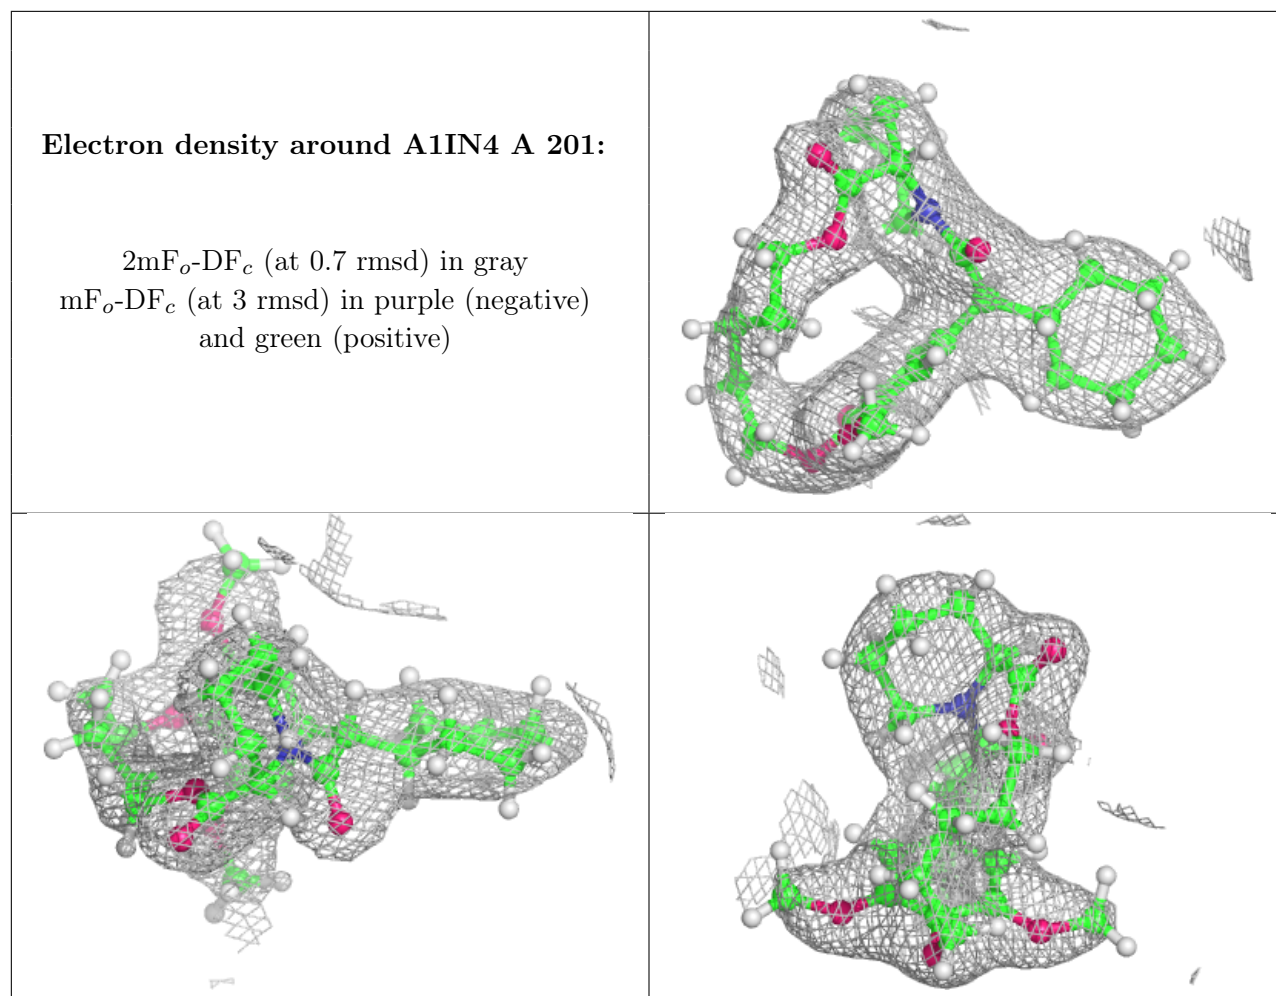 Electron density around A1IN4 A 201:
2mFo-DFc (at 0.7 rmsd) in gray
mFo-DFc (at 3 rmsd) in purple (negative)
and green (positive)